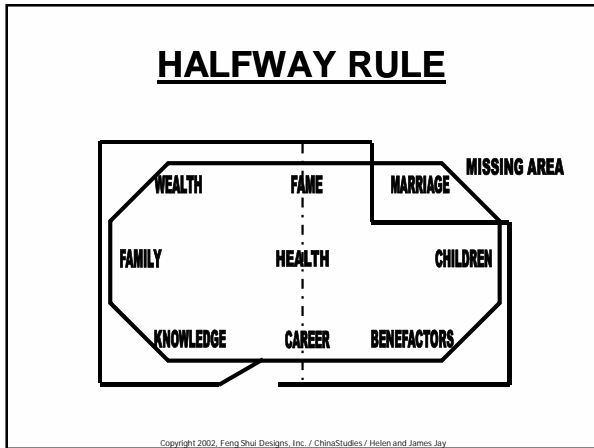 HALFWAY RULE
MISSING AREA
WEALTH FAME MARRIAGE
FAMILY HEALTH CHILDREN
KNOWLEDGE CAREER BENEFACTORS
Copyright 2002, Feng Shui Designs, Inc. / ChinaStudies / Helen and James Jay